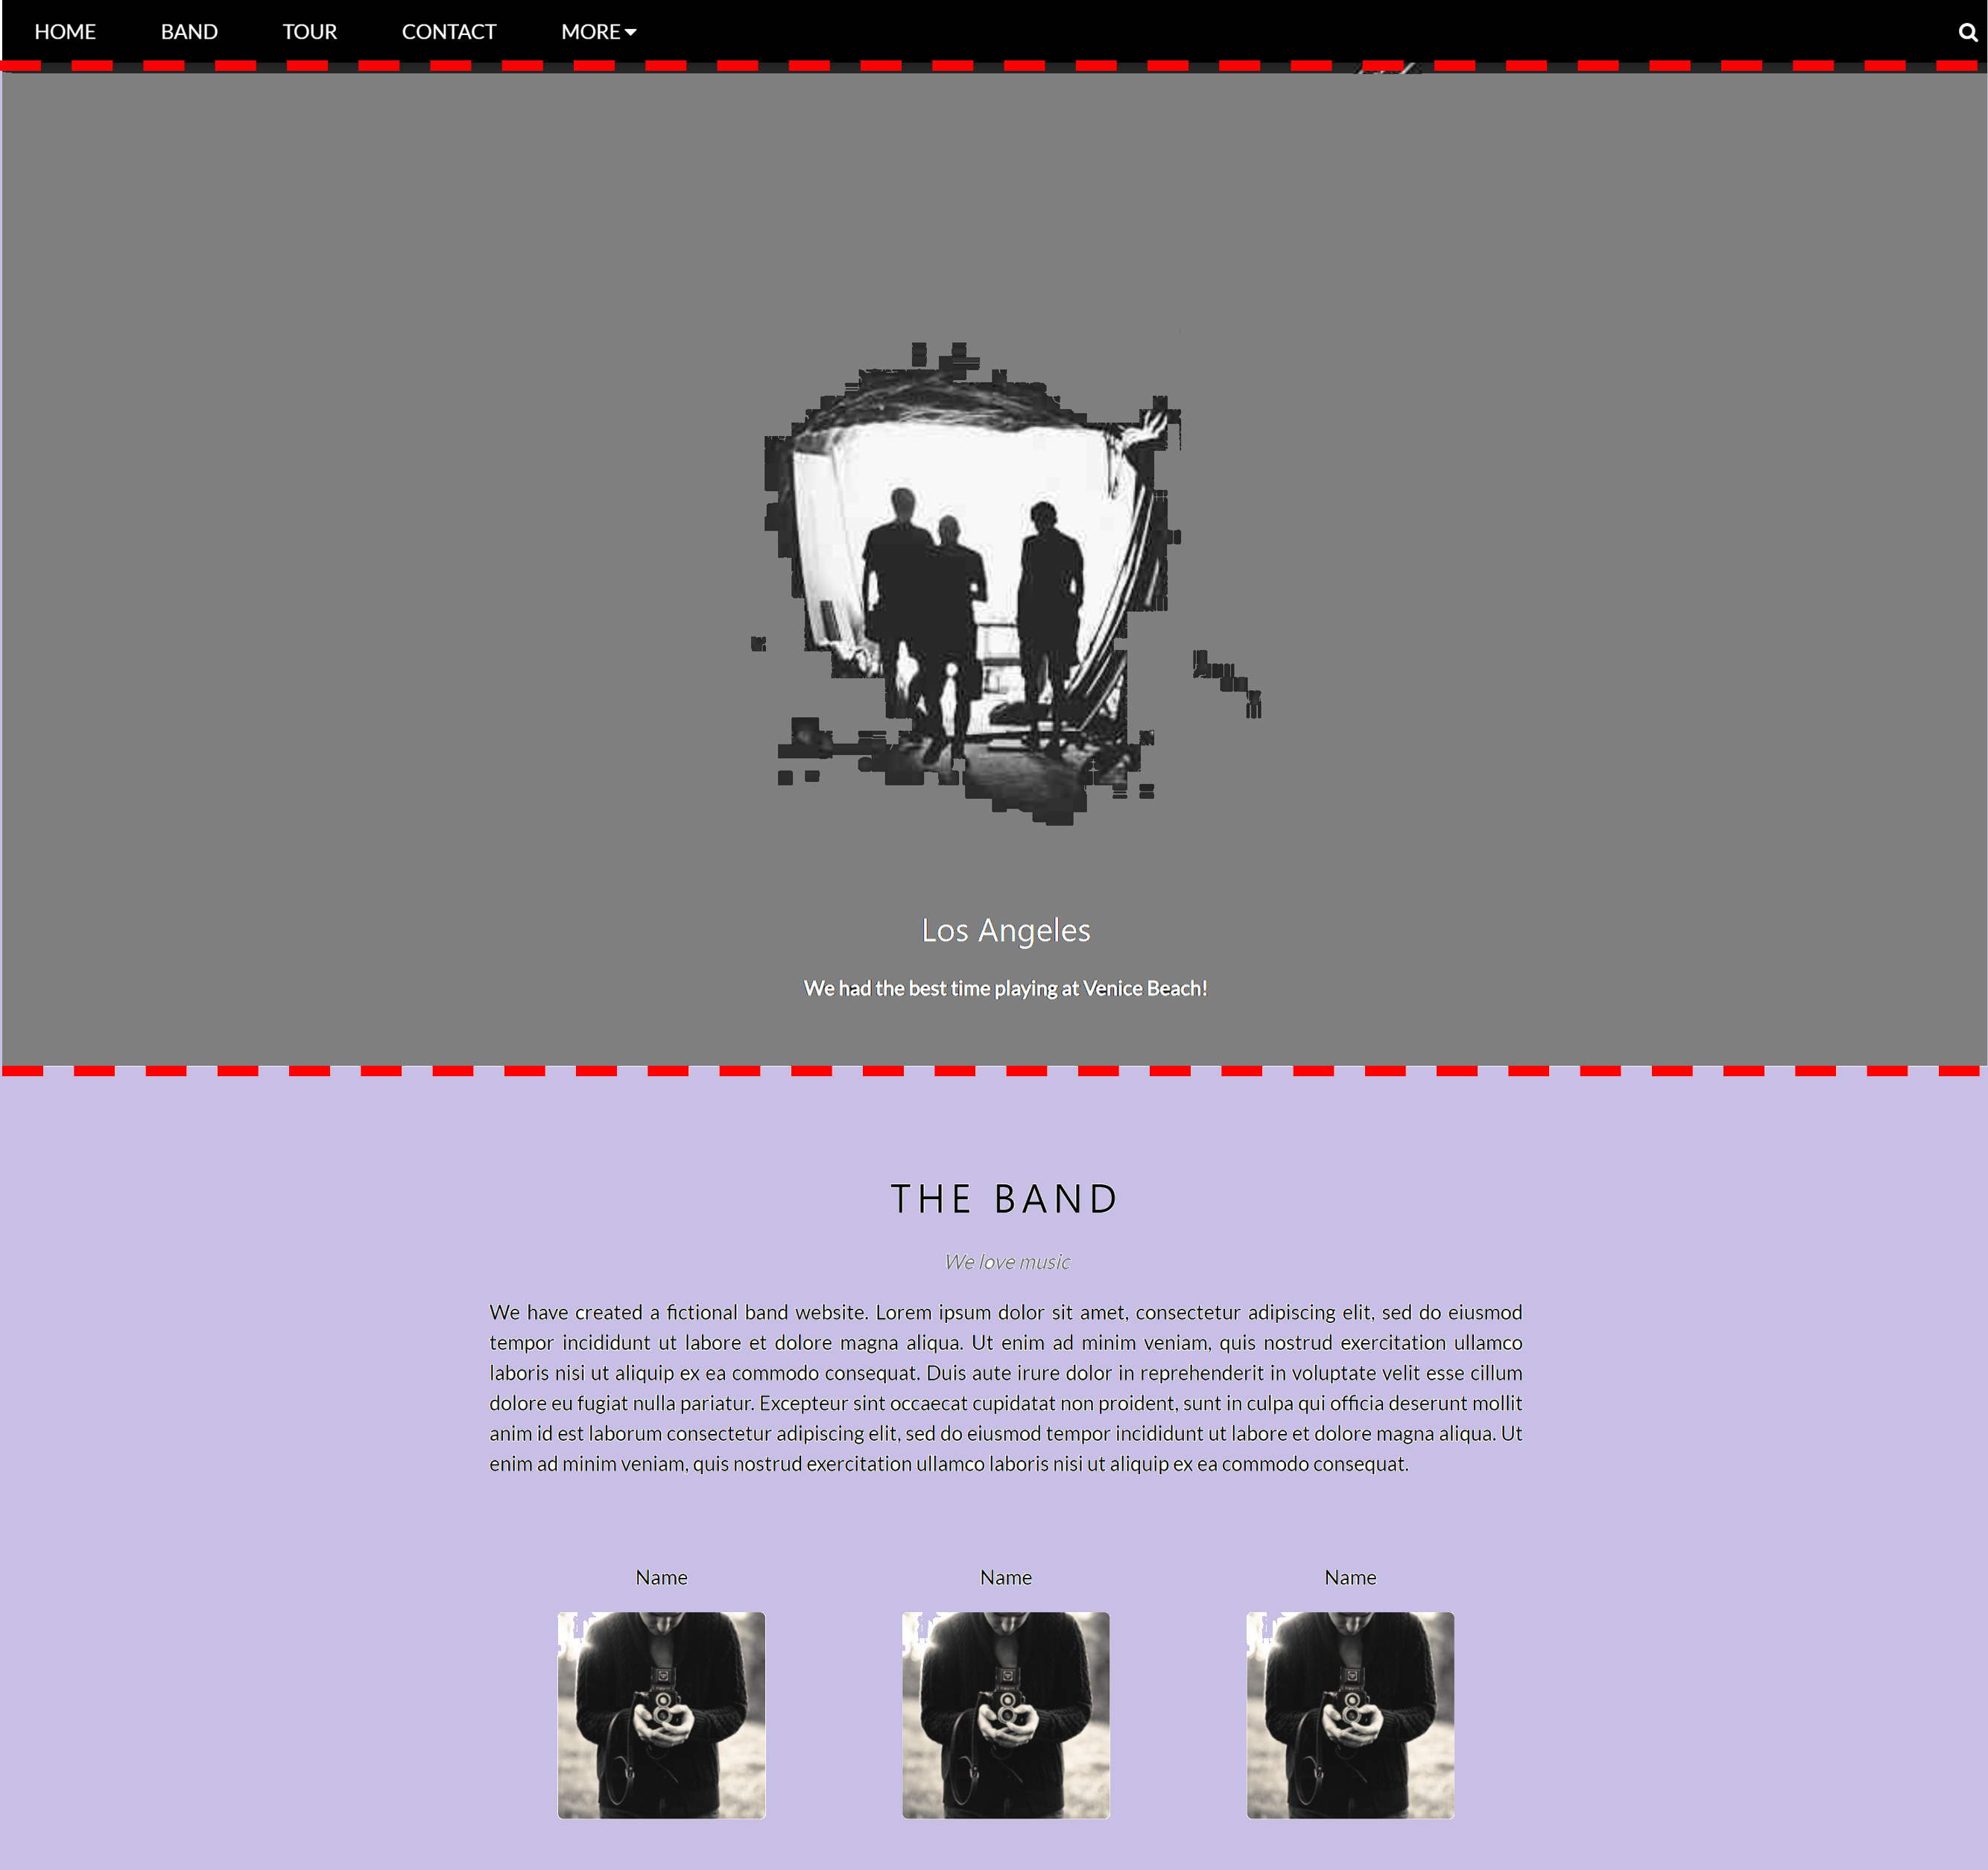 HOME BAND TOUR CONTACT MORE
Los Angeles
We had the best time playing at Venice Beach!
THE BAND
We love music
We have created a fictional band website. Lorem ipsum dolor sit amet, consectetur adipiscing elit, sed do eiusmod
tempor incididunt ut labore et dolore magna aliqua. Ut enim ad minim veniam, quis nostrud exercitation ullamco
laboris nisi ut aliquip ex ea commodo consequat. Duis aute irure dolor in reprehenderit in voluptate velit esse cillum
dolore eu fugiat nulla pariatur. Excepteur sint occaecat cupidatat non proident, sunt in culpa qui officia deserunt mollit
anim id est laborum consectetur adipiscing elit, sed do eiusmod tempor incididunt ut labore et dolore magna aliqua. Ut
enim ad minim veniam, quis nostrud exercitation ullamco laboris nisi ut aliquip ex ea commodo consequat.
Name Name Name